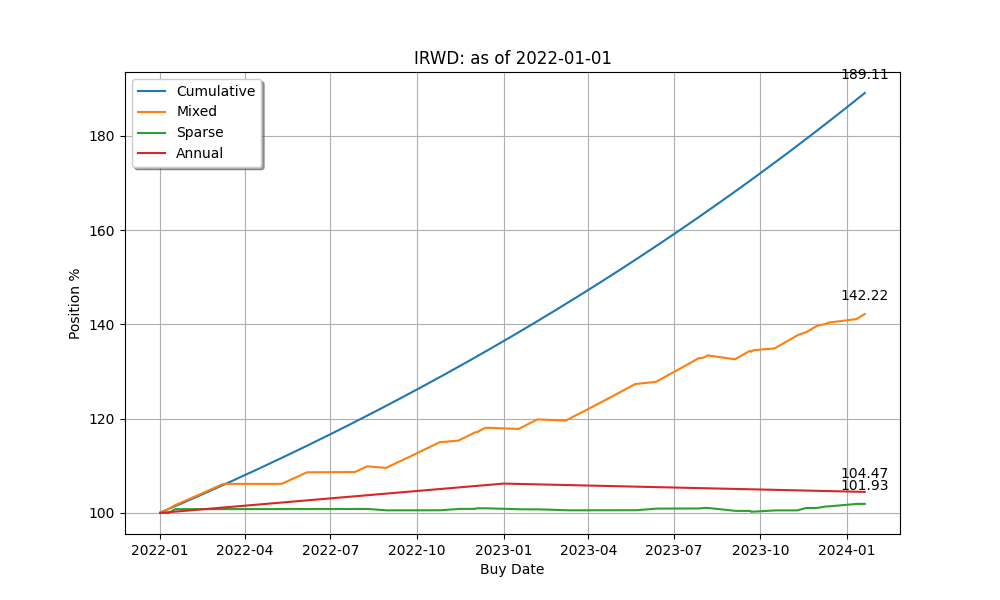 IRWD: as of 2022-01-01
189.11
Cumulative
Mixed
Sparse
Annual
180
160
142.22
140
120
104.47
101.93
100
2022-01 2022-04 2022-07 2022-10 2023-01 2023-04 2023-07 2023-10 2024-01
Buy Date
Position %